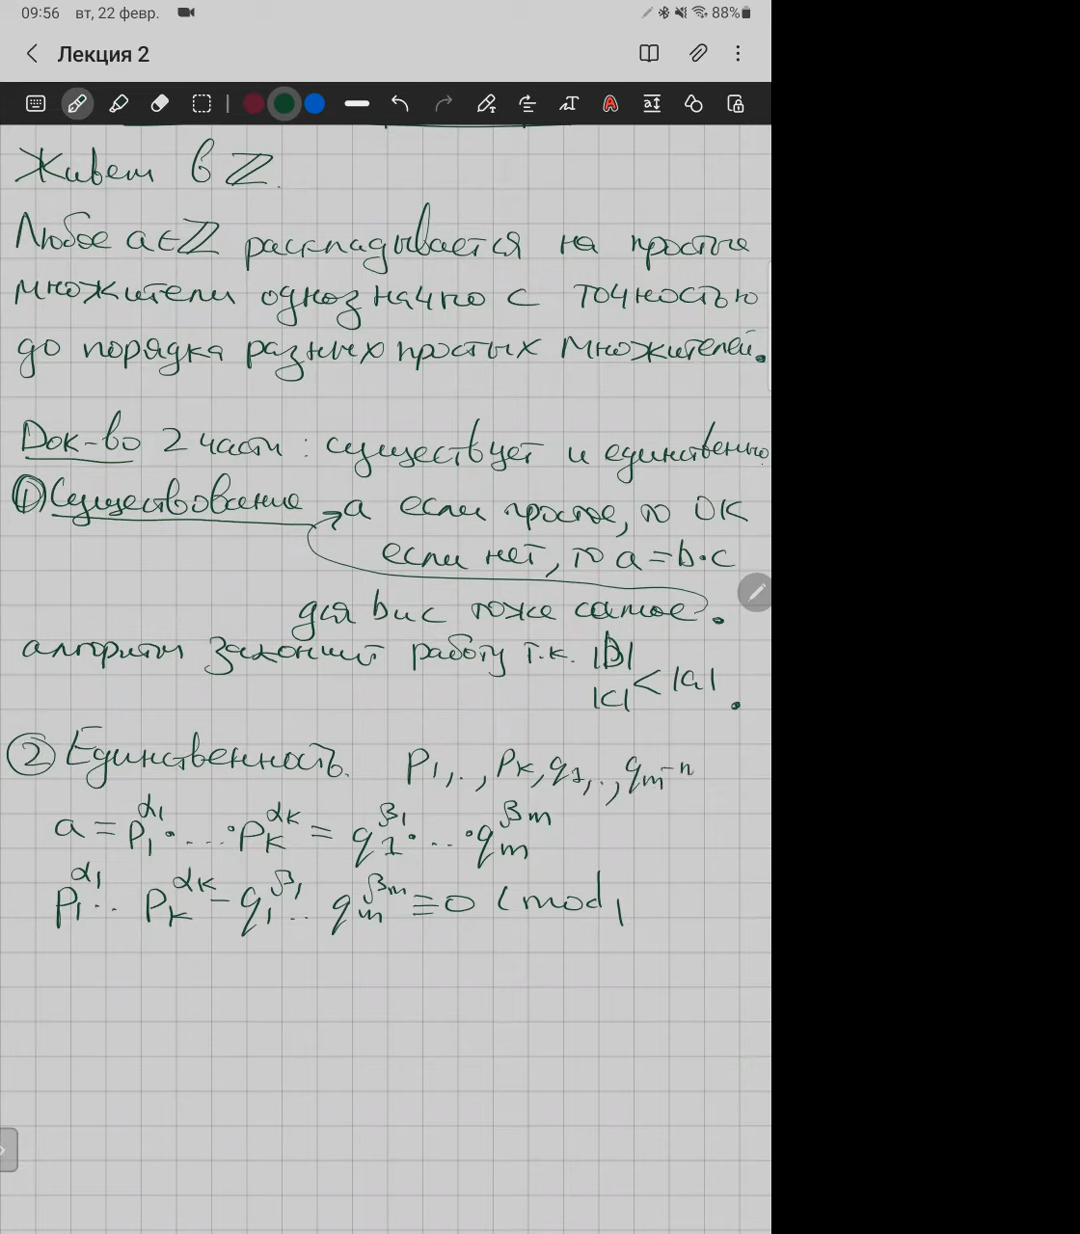 09:56 вт, 22 февр. 88%
Лекция 2
Живем в ℤ.
Любое a∈ℤ раскладывается на простые
множители однозначно с точностью
до порядка разных простых множителей.
Док-во 2 части: существует и единственно.
① Существование → a если простое, то OK
если нет, то a = b·c
для b и c тоже самое.
алгоритм закончит работу т.к. |b|
|c| < |a|.
② Единственность. p₁,.., pₖ, q₁,.., qₘ –
a = p₁^α₁ · ... · pₖ^αₖ = q₁^β₁ · ... · qₘ^βₘ
p₁^α₁ .. pₖ^αₖ – q₁^β₁ .. qₘ^βₘ ≡ 0 (mod